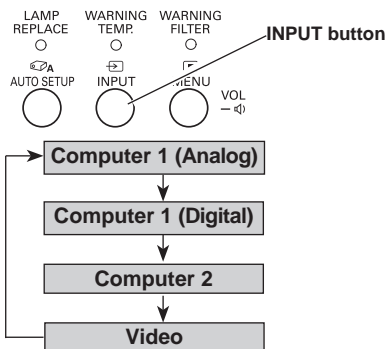 LAMP REPLACE
WARNING TEMP.
WARNING FILTER
INPUT button
A
AUTO SETUP
INPUT
MENU
VOL
–
Computer 1 (Analog)
Computer 1 (Digital)
Computer 2
Video